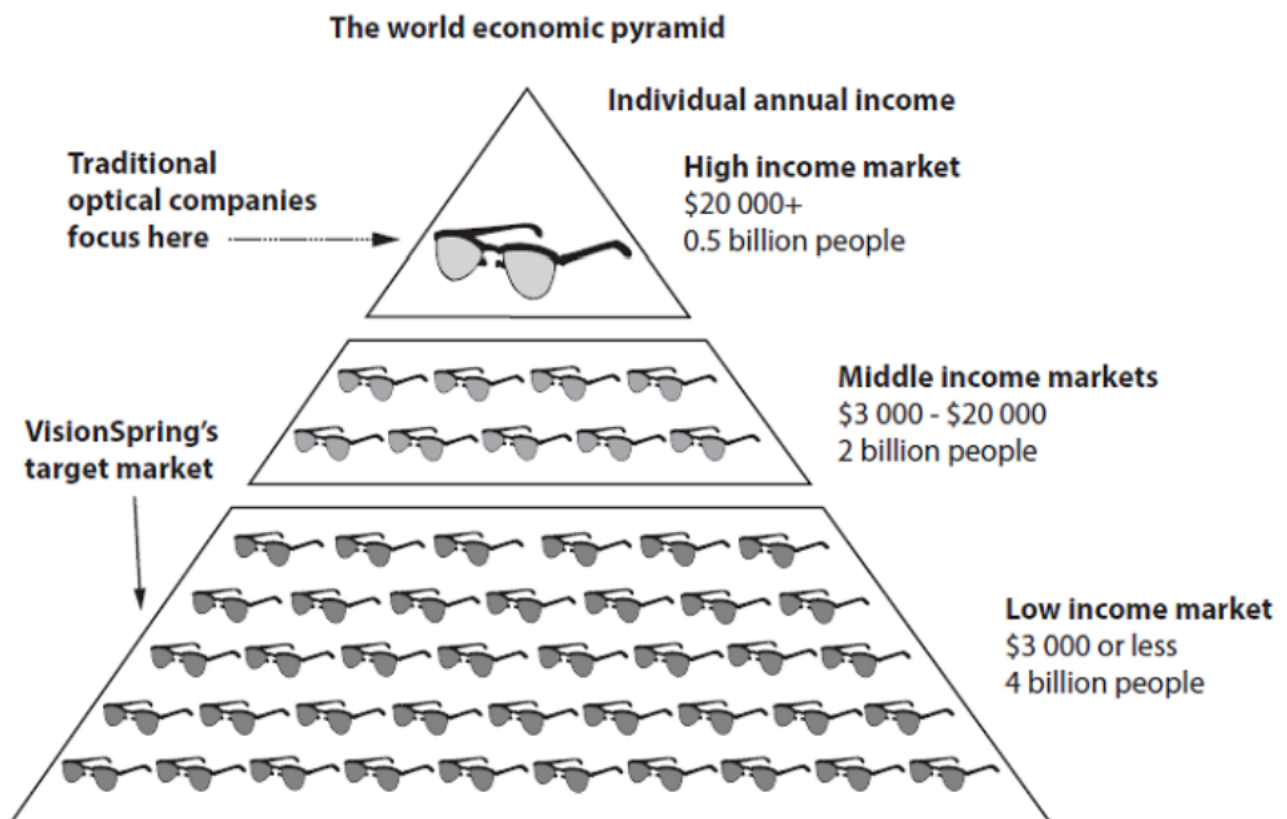 The world economic pyramid
Individual annual income
Traditional
optical companies
focus here
High income market
$20 000+
0.5 billion people
Middle income markets
$3 000 - $20 000
2 billion people
VisionSpring's
target market
Low income market
$3 000 or less
4 billion people